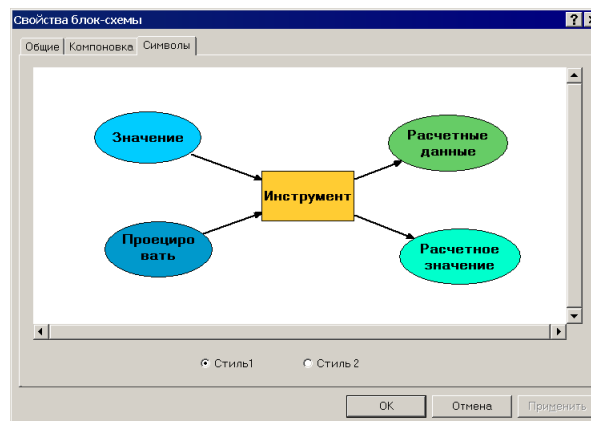 Свойства блок-схемы
Общие Компоновка Символы
Значение
Расчетные
данные
Инструмент
Проециро
вать
Расчетное
значение
Стиль1 Стиль 2
OK Отмена Применить